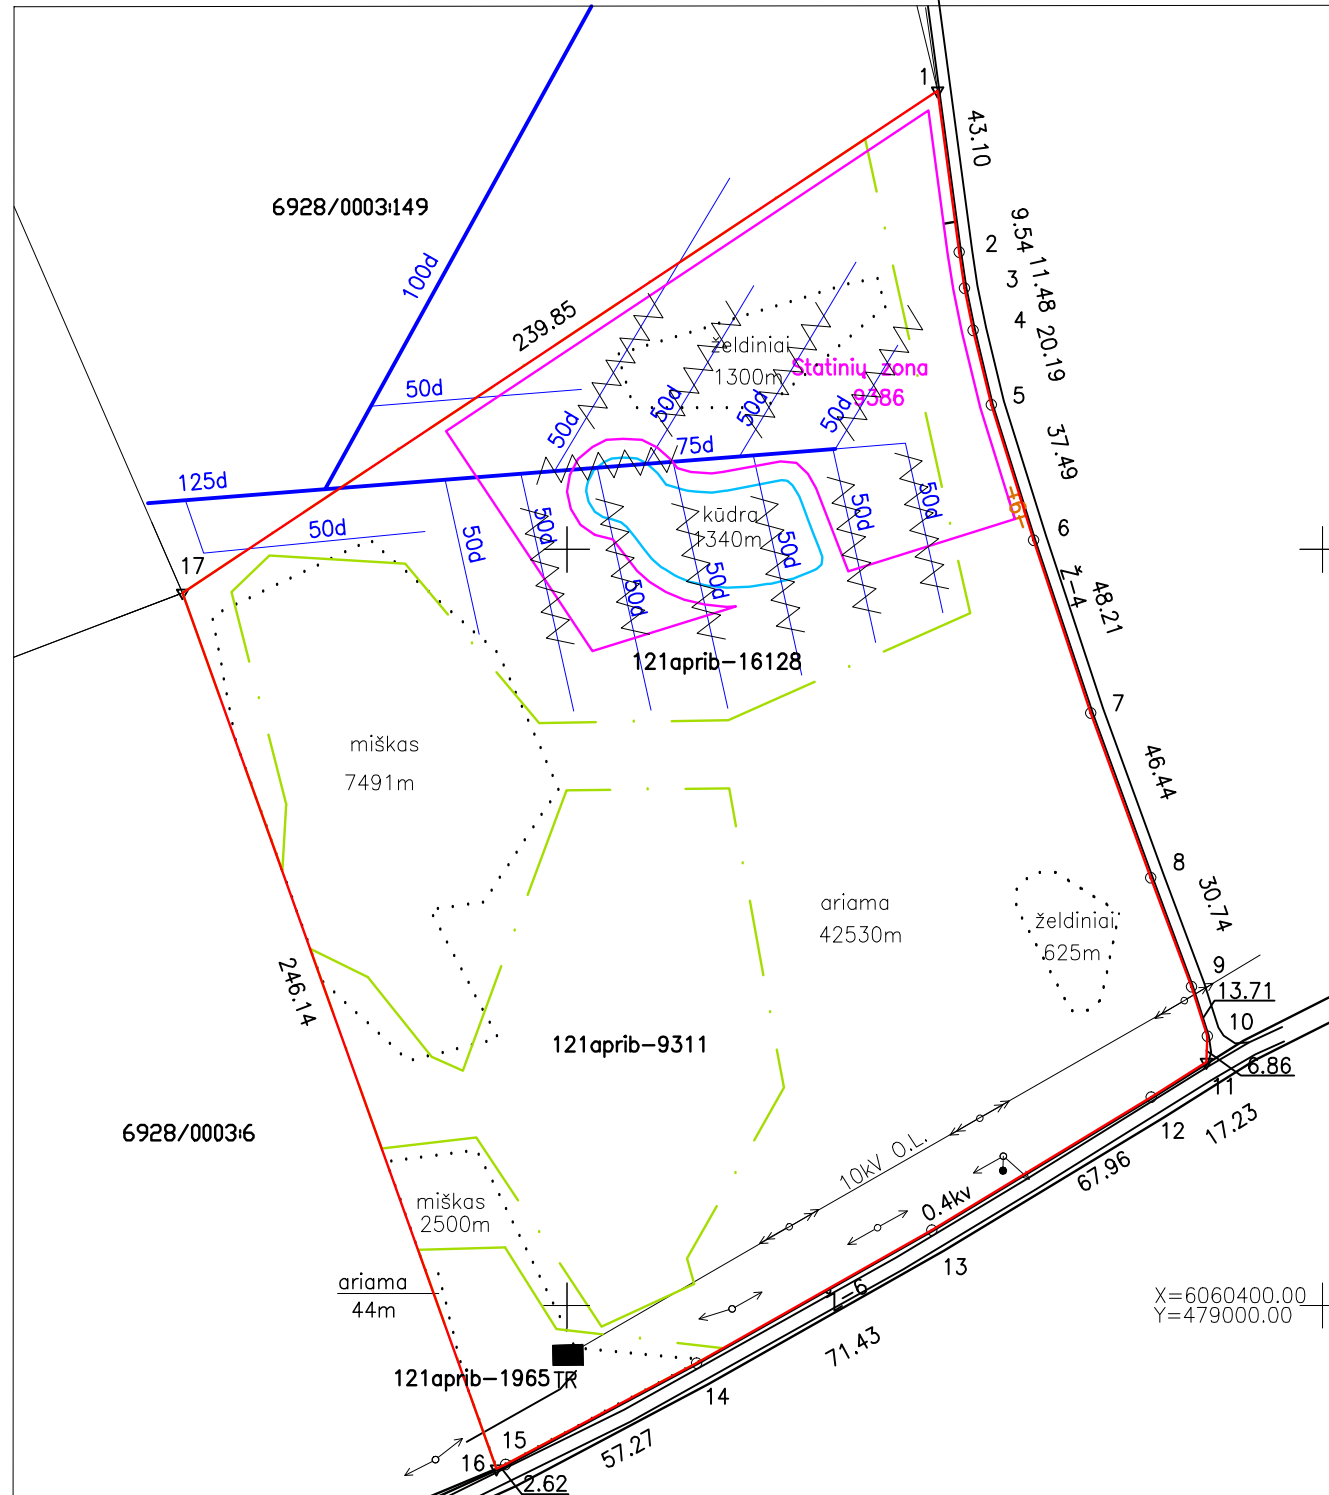 1
43.10
6928/0003:149
9.54
2
11.48
3
100d
20.19
4
239.85
želdiniai
1300m
Statinių zona
9386
50d
5
50d
50d
50d
50d
37.49
75d
125d
50d
50d
50d
50d
50d
kūdra
1340m
50d
50d
6
17
Ž-4
48.21
50d
50d
121aprib-16128
7
miškas
7491m
46.44
8
ariama
42530m
30.74
želdiniai
625m
246.14
9
13.71
10
121aprib-9311
6.86
11
6928/0003:6
12
17.23
10kV O.L.
67.96
miškas
2500m
0.4kv
13
ariama
44m
X=6060400.00
Y=479000.00
71.43
121aprib-1965
TR
14
15
57.27
16
2.62